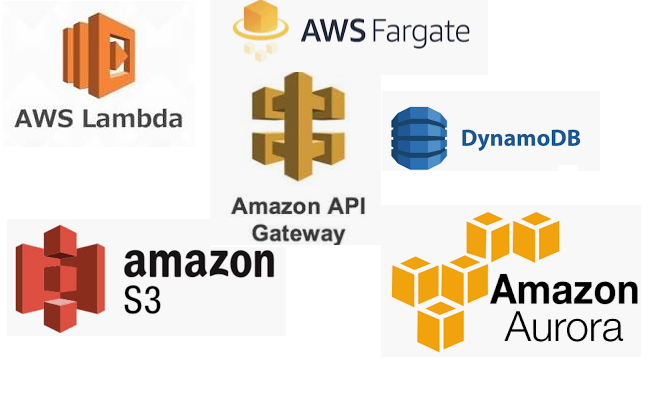 AWS Fargate
AWS Lambda
DynamoDB
Amazon API
Gateway
amazon
S3
Amazon
Aurora